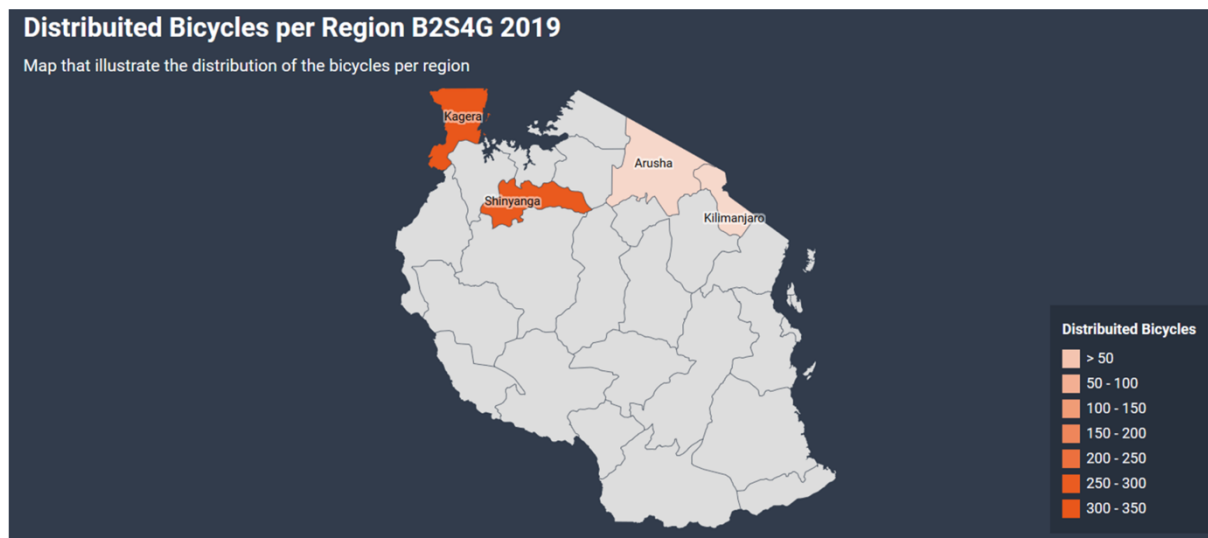 Distribuited Bicycles per Region B2S4G 2019
Map that illustrate the distribution of the bicycles per region
Kagera
Arusha
Shinyanga
Kilimanjaro
Distribuited Bicycles
> 50
50 - 100
100 - 150
150 - 200
200 - 250
250 - 300
300 - 350